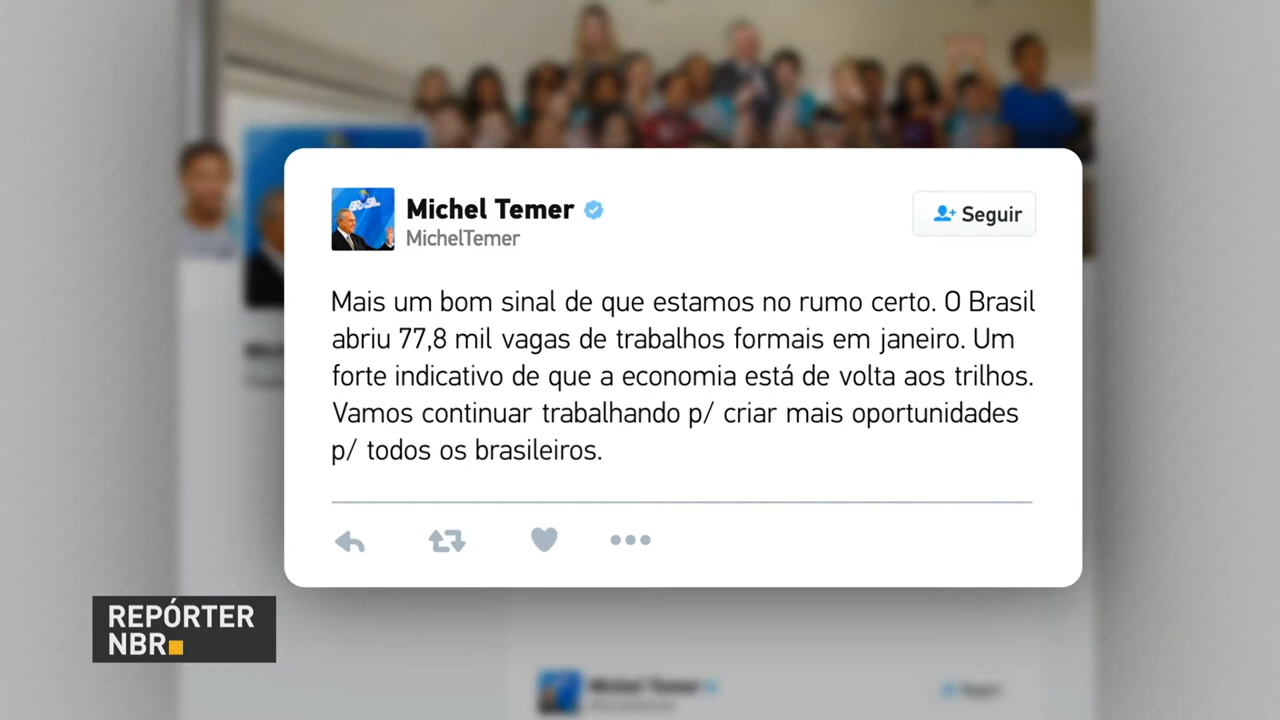 Michel Temer
MichelTemer
Seguir
Mais um bom sinal de que estamos no rumo certo. O Brasil
abriu 77,8 mil vagas de trabalhos formais em janeiro. Um
forte indicativo de que a economia está de volta aos trilhos.
Vamos continuar trabalhando p/ criar mais oportunidades
p/ todos os brasileiros.
REPÓRTER
NBR
Michel Temer